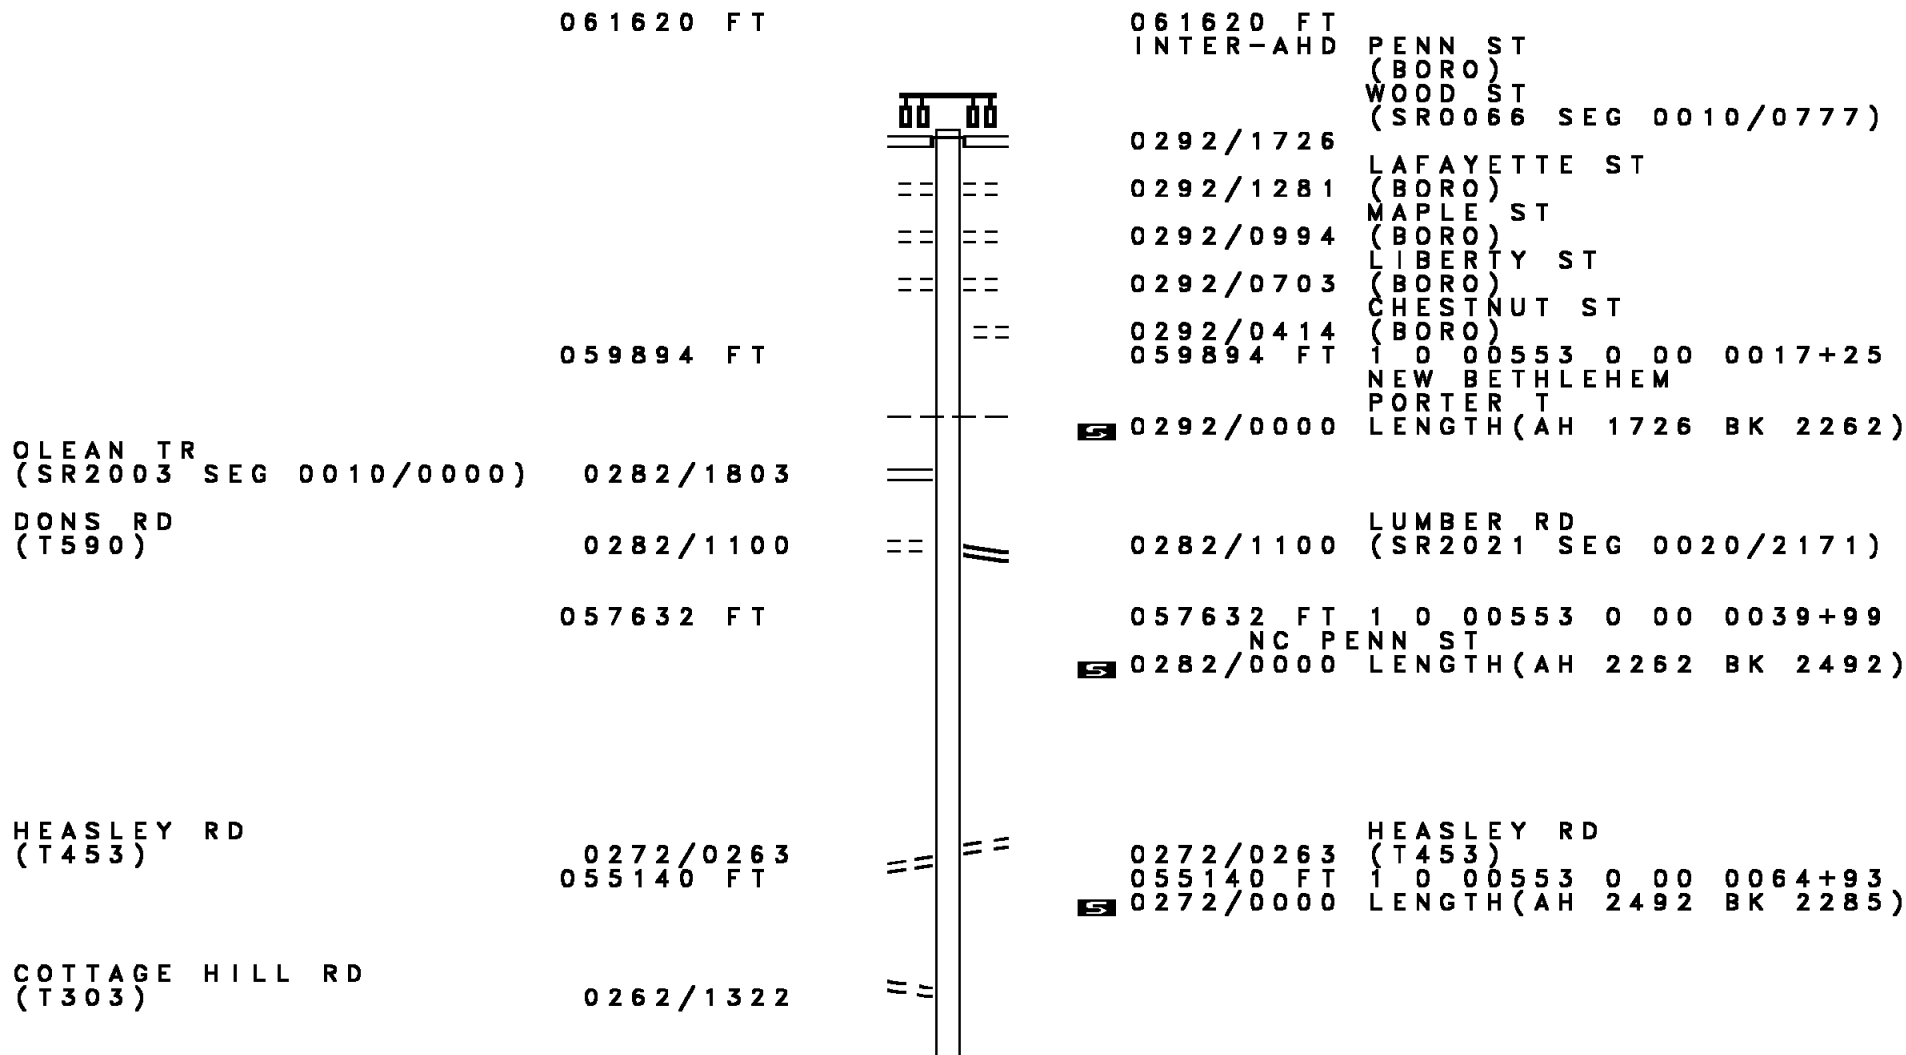 061620 FT 061620 FT
INTER-AHD PENN ST
(BORO)
WOOD ST
(SR0066 SEG 0010/0777)
0292/1726
LAFAYETTE ST
0292/1281 (BORO)
MAPLE ST
0292/0994 (BORO)
LIBERTY ST
0292/0703 (BORO)
CHESTNUT ST
0292/0414 (BORO)
059894 FT 059894 FT 1 0 00553 0 00 0017+25
NEW BETHLEHEM
PORTER T
S 0292/0000 LENGTH(AH 1726 BK 2262)
OLEAN TR
(SR2003 SEG 0010/0000) 0282/1803
DONS RD LUMBER RD
(T590) 0282/1100 0282/1100 (SR2021 SEG 0020/2171)
057632 FT 057632 FT 1 0 00553 0 00 0039+99
NC PENN ST
S 0282/0000 LENGTH(AH 2262 BK 2492)
HEASLEY RD HEASLEY RD
(T453) 0272/0263 0272/0263 (T453)
055140 FT 055140 FT 1 0 00553 0 00 0064+93
S 0272/0000 LENGTH(AH 2492 BK 2285)
COTTAGE HILL RD
(T303) 0262/1322